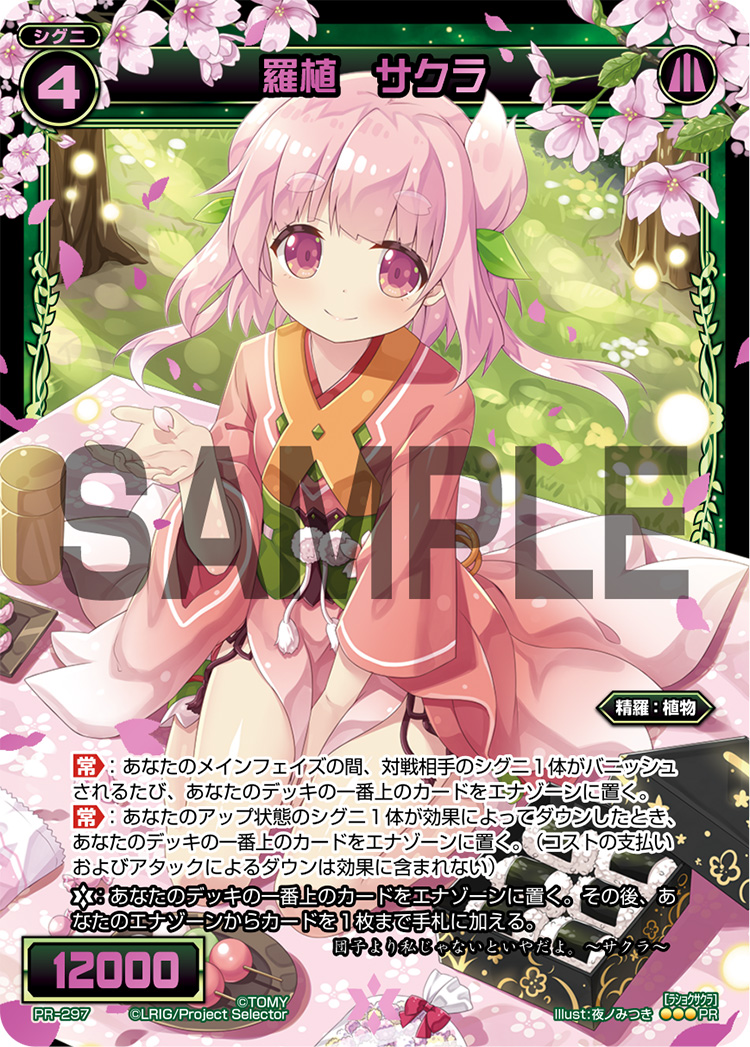 シグニ
4
羅植 サクラ
SAMPLE
精羅:植物
常:あなたのメインフェイズの間、対戦相手のシグニ1体がバニッシュ
されるたび、あなたのデッキの一番上のカードをエナゾーンに置く。
常:あなたのアップ状態のシグニ1体が効果によってダウンしたとき、
あなたのデッキの一番上のカードをエナゾーンに置く。(コストの支払い
およびアタックによるダウンは効果に含まれない)
:あなたのデッキの一番上のカードをエナゾーンに置く。その後、あ
なたのエナゾーンからカードを1枚まで手札に加える。
団子より私じゃないといやだよ。~サクラ~
12000
PR-297
©TOMY
©LRIG/Project Selector
Illust:夜ノみつき
[ラショクサクラ]
PR